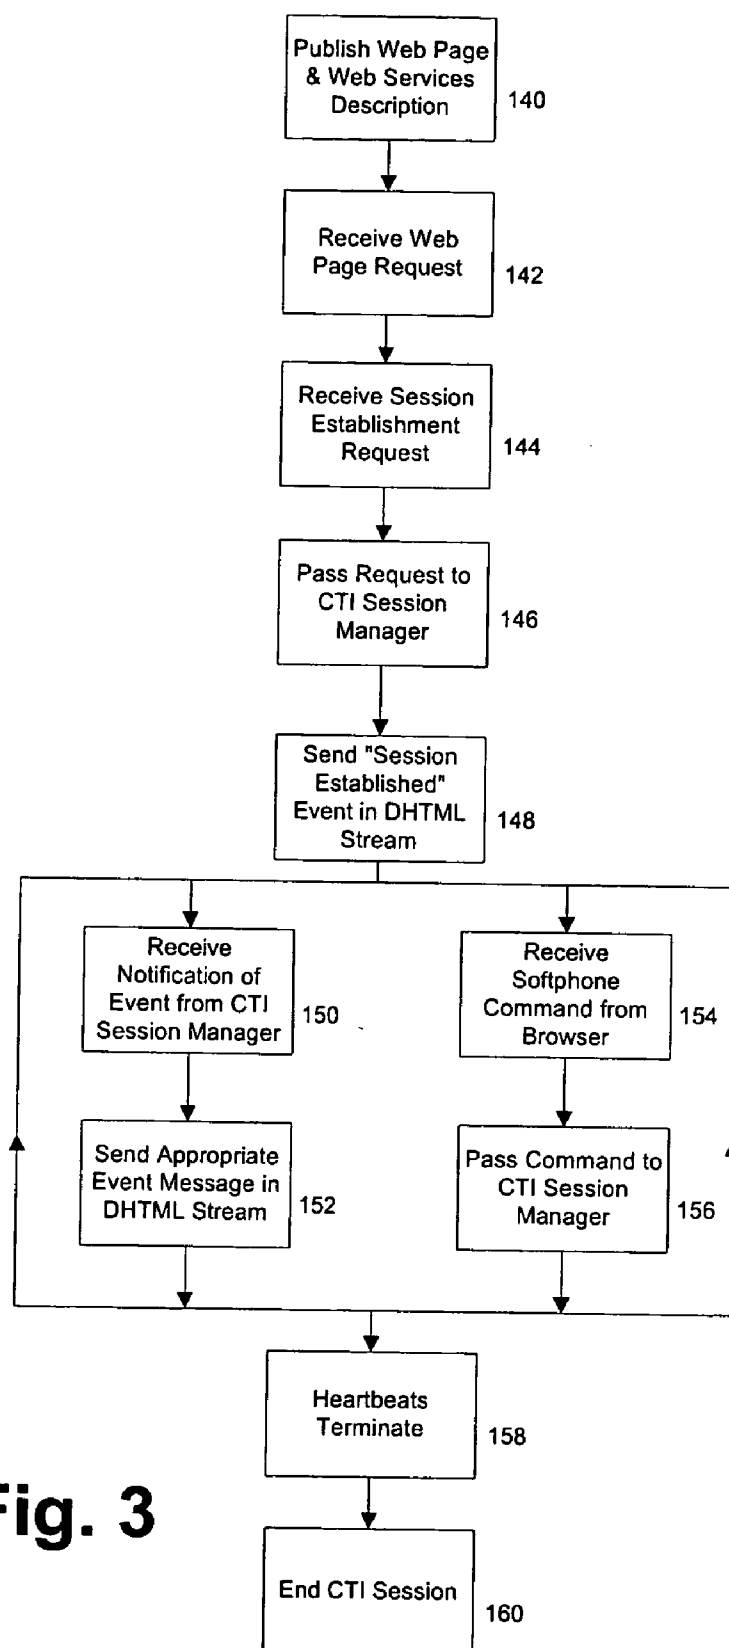 Publish Web Page
& Web Services
Description
140
Receive Web
Page Request
142
Receive Session
Establishment
Request
144
Pass Request to
CTI Session
Manager
146
Send "Session
Established"
Event in DHTML
Stream
148
Receive
Notification of
Event from CTI
Session Manager
150
Receive
Softphone
Command from
Browser
154
Send Appropriate
Event Message in
DHTML Stream
152
Pass Command to
CTI Session
Manager
156
Heartbeats
Terminate
158
Fig. 3
End CTI Session
160